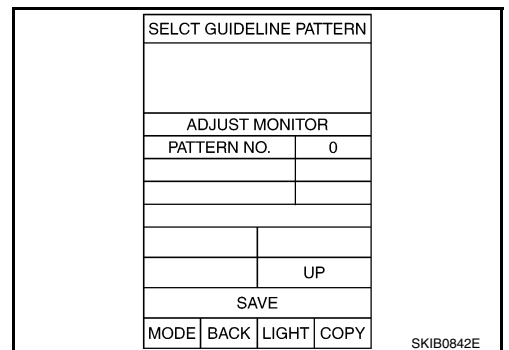 SELCT GUIDELINE PATTERN
ADJUST MONITOR
PATTERN NO. 0
UP
SAVE
MODE BACK LIGHT COPY
SKIB0842E